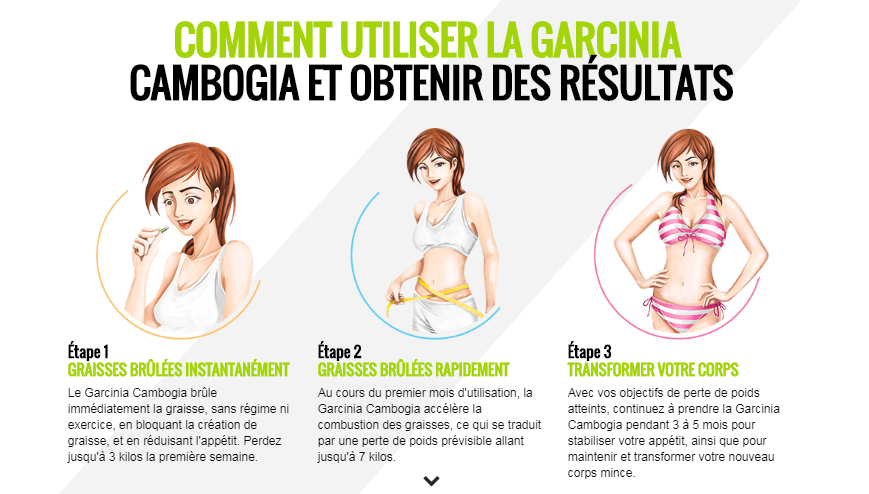 COMMENT UTILISER LA GARCINIA
CAMBOGIA ET OBTENIR DES RÉSULTATS
Étape 1
GRAISSES BRÛLÉES INSTANTANÉMENT
Le Garcinia Cambogia brûle
immédiatement la graisse, sans régime ni
exercice, en bloquant la création de
graisse, et en réduisant l'appétit. Perdez
jusqu'à 3 kilos la première semaine.
Étape 2
GRAISSES BRÛLÉES RAPIDEMENT
Au cours du premier mois d'utilisation, la
Garcinia Cambogia accélère la
combustion des graisses, ce qui se traduit
par une perte de poids prévisible allant
jusqu'à 7 kilos.
Étape 3
TRANSFORMER VOTRE CORPS
Avec vos objectifs de perte de poids
atteints, continuez à prendre la Garcinia
Cambogia pendant 3 à 5 mois pour
stabiliser votre appétit, ainsi que pour
maintenir et transformer votre nouveau
corps mince.